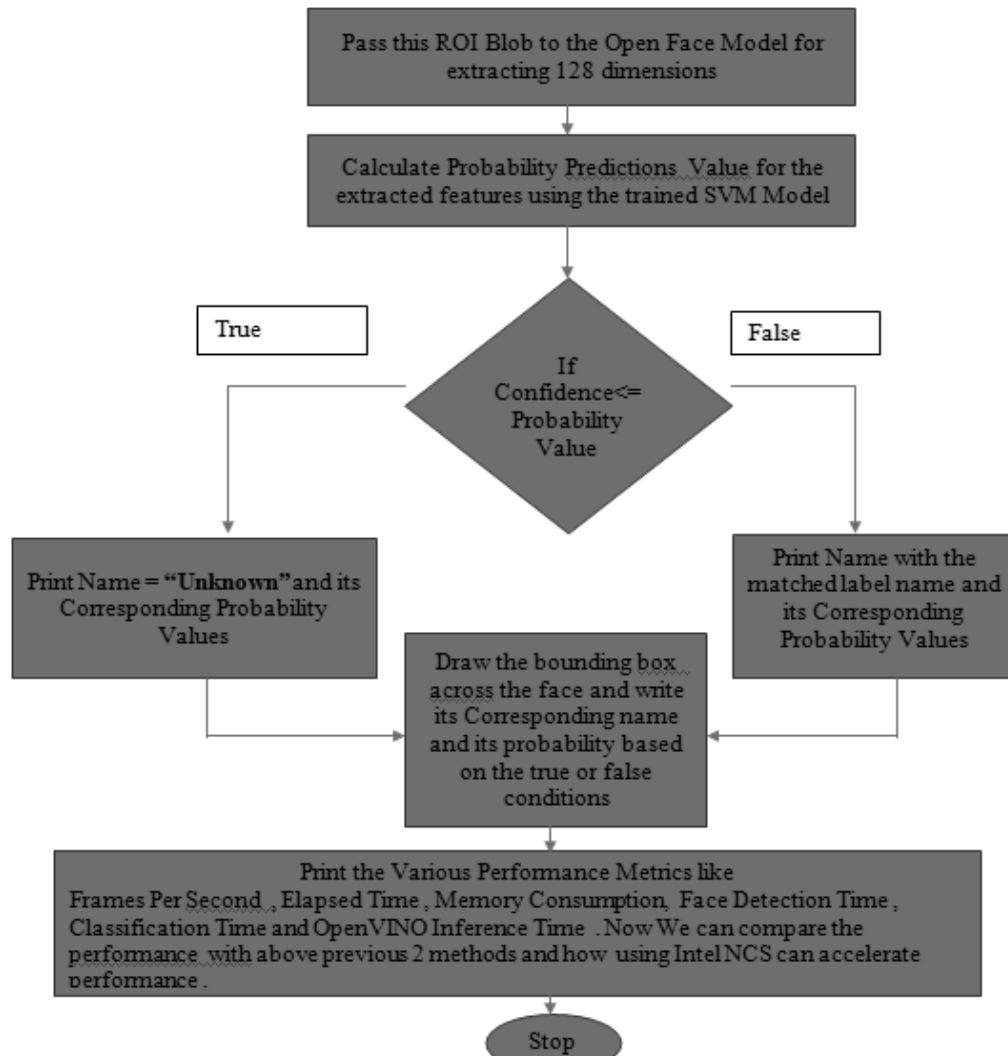 Pass this ROI Blob to the Open Face Model for
extracting 128 dimensions
Calculate Probability Predictions Value for the
extracted features using the trained SVM Model
True
False
If
Confidence<=
Probability
Value
Print Name = “Unknown”and its
Corresponding Probability
Values
Print Name with the
matched label name and
its Corresponding
Probability Values
Draw the bounding box
across the face and write
its Corresponding name
and its probability based
on the true or false
conditions
Print the Various Performance Metrics like
Frames Per Second , Elapsed Time , Memory Consumption, Face Detection Time ,
Classification Time and OpenVINO Inference Time . Now We can compare the
performance with above previous 2 methods and how using Intel NCS can accelerate
performance .
Stop